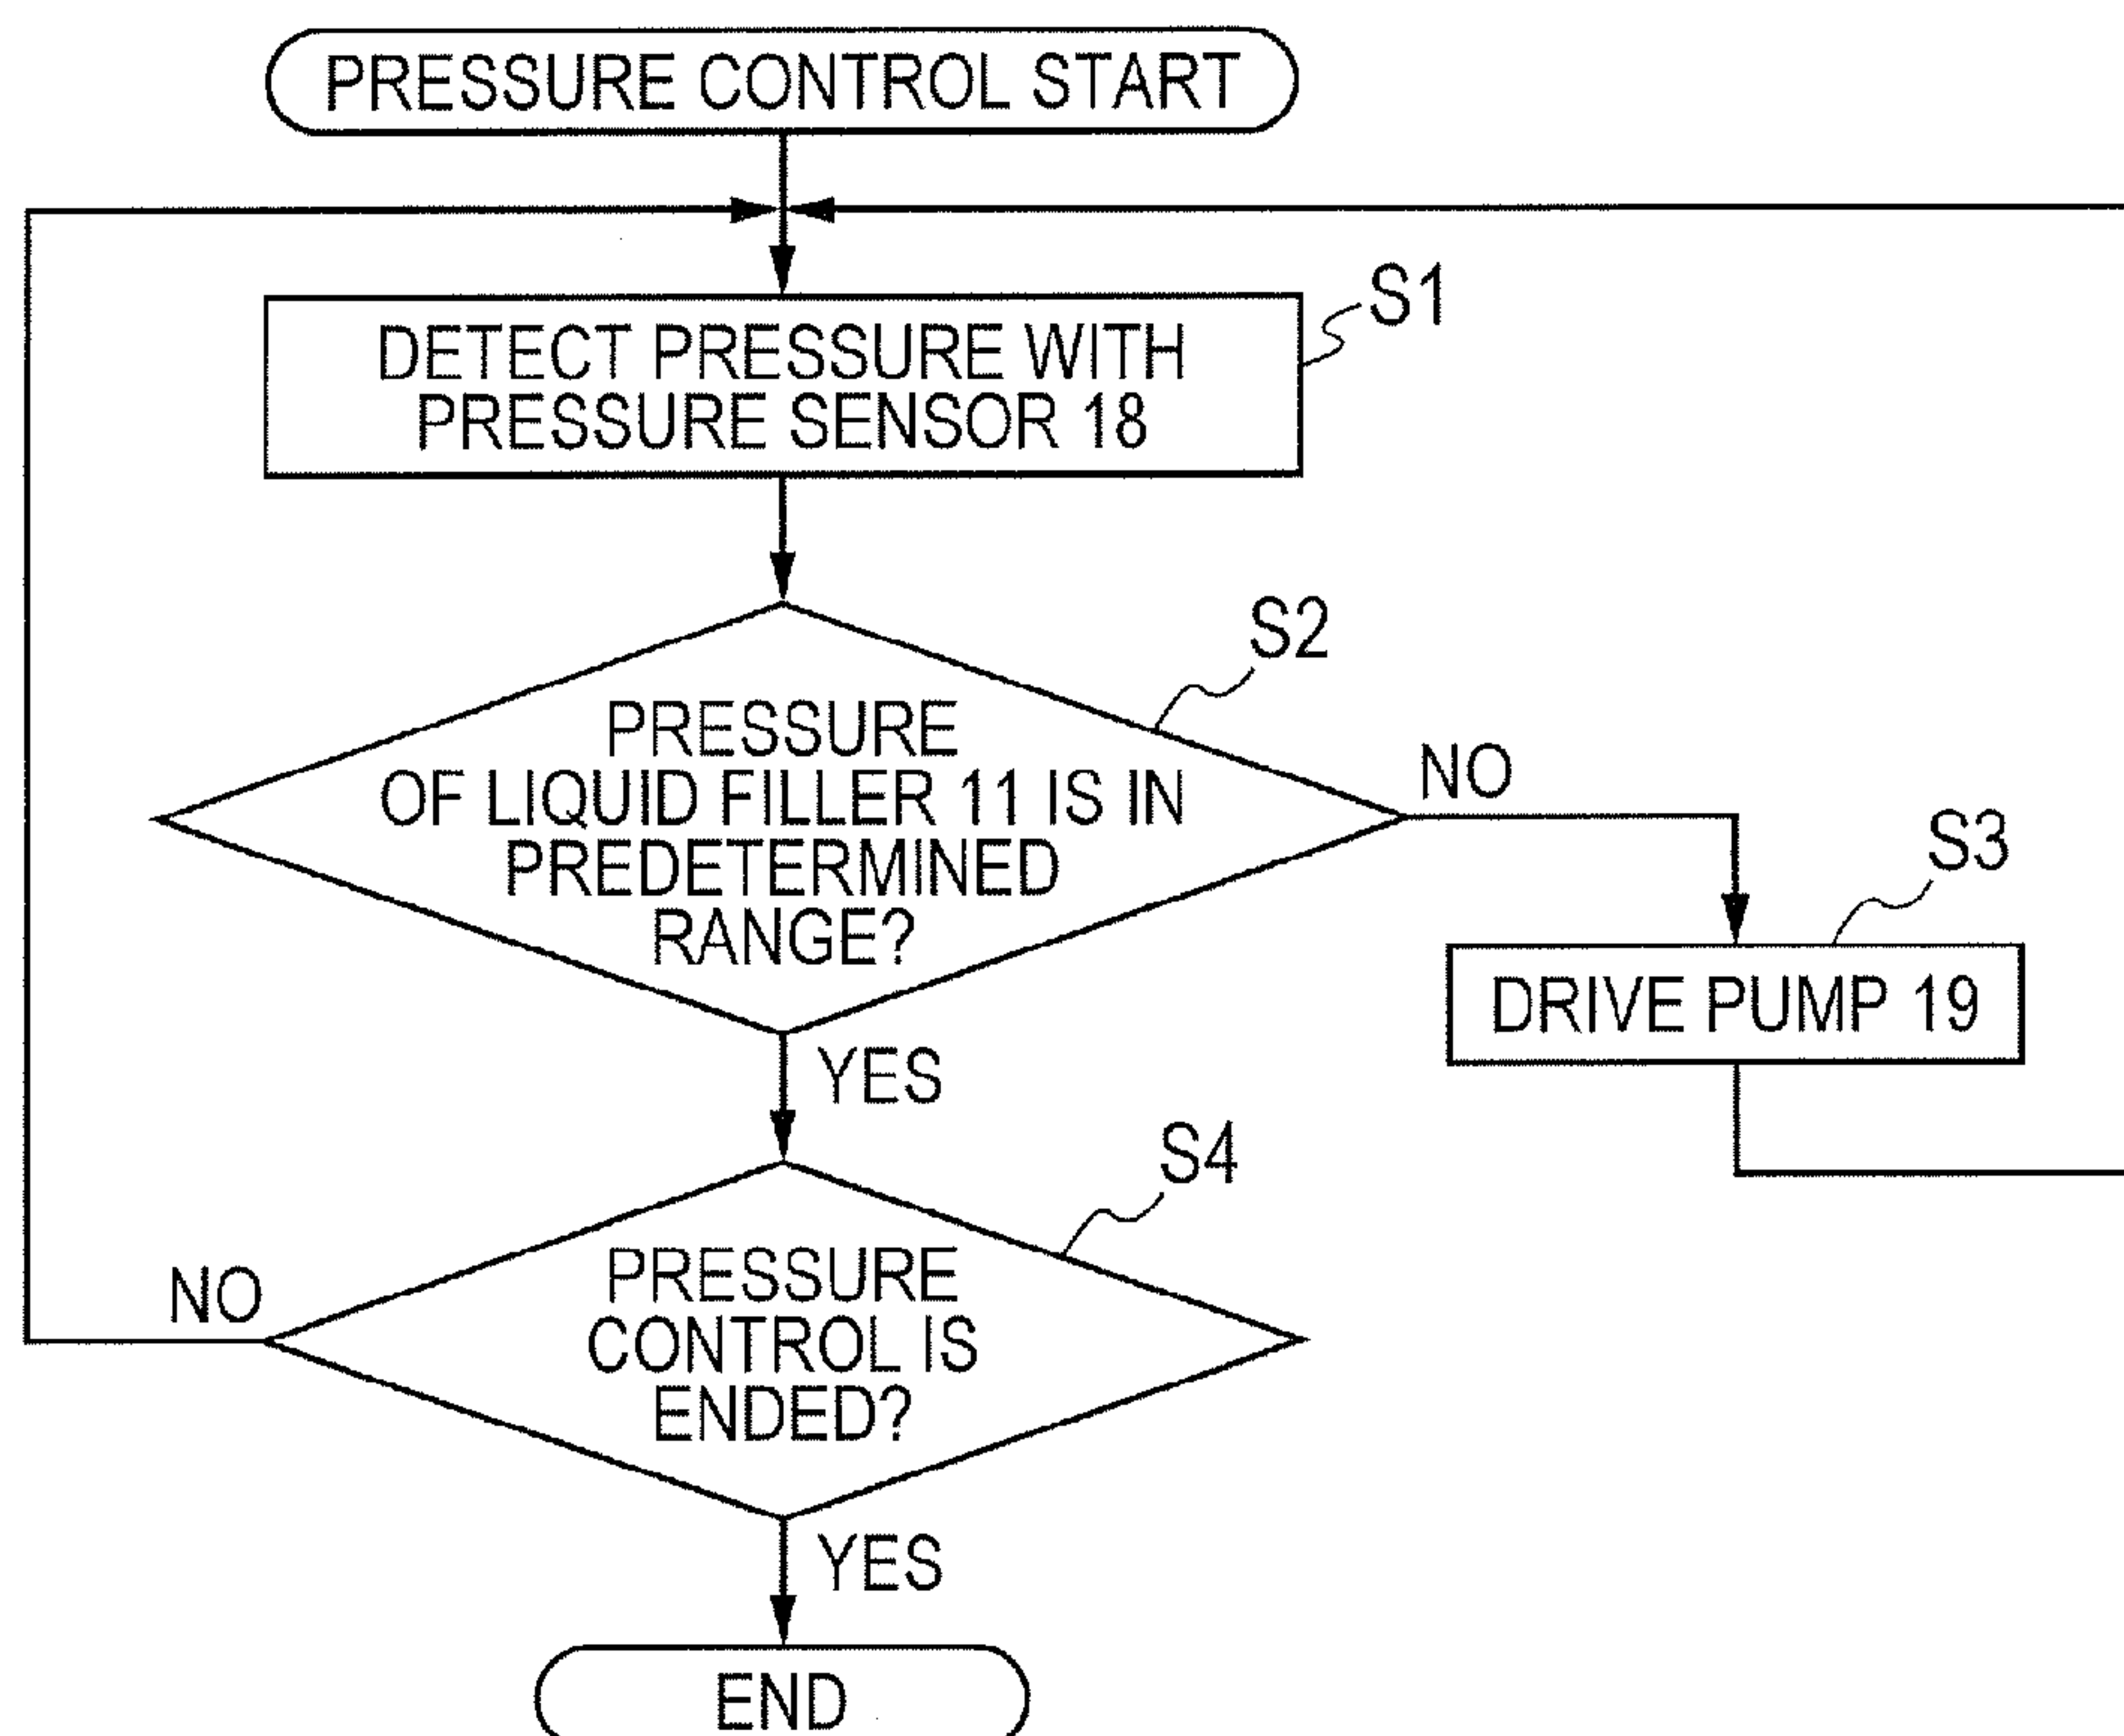 PRESSURE CONTROL START
S1
DETECT PRESSURE WITH
PRESSURE SENSOR 18
S2
PRESSURE
OF LIQUID FILLER 11 IS IN
PREDETERMINED
RANGE?
NO
S3
DRIVE PUMP 19
YES
S4
PRESSURE
CONTROL IS
ENDED?
NO
YES
END